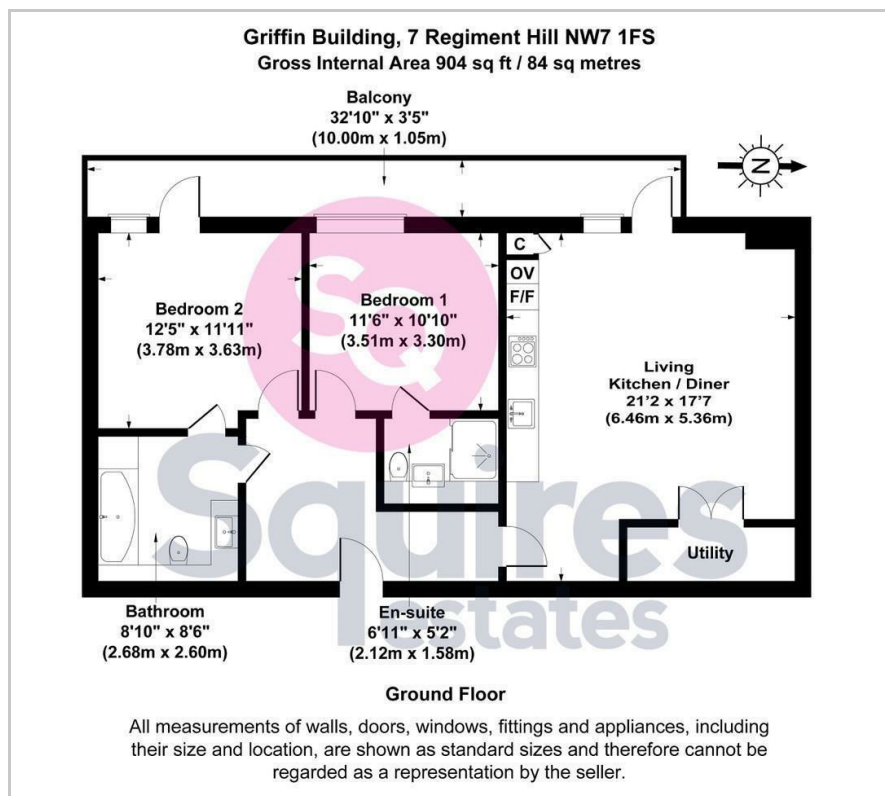 Griffin Building, 7 Regiment Hill NW7 1FS
Gross Internal Area 904 sq ft / 84 sq metres
Balcony
32'10" x 3'5"
(10.00m x 1.05m)
N
C
OV
F/F
Bedroom 2
12'5" x 11'11"
(3.78m x 3.63m)
Bedroom 1
11'6" x 10'10"
(3.51m x 3.30m)
Living
Kitchen / Diner
21'2 x 17'7
(6.46m x 5.36m)
SQ
Squires
estates
Utility
Bathroom
8'10" x 8'6"
(2.68m x 2.60m)
En-suite
6'11" x 5'2"
(2.12m x 1.58m)
Ground Floor
All measurements of walls, doors, windows, fittings and appliances, including
their size and location, are shown as standard sizes and therefore cannot be
regarded as a representation by the seller.